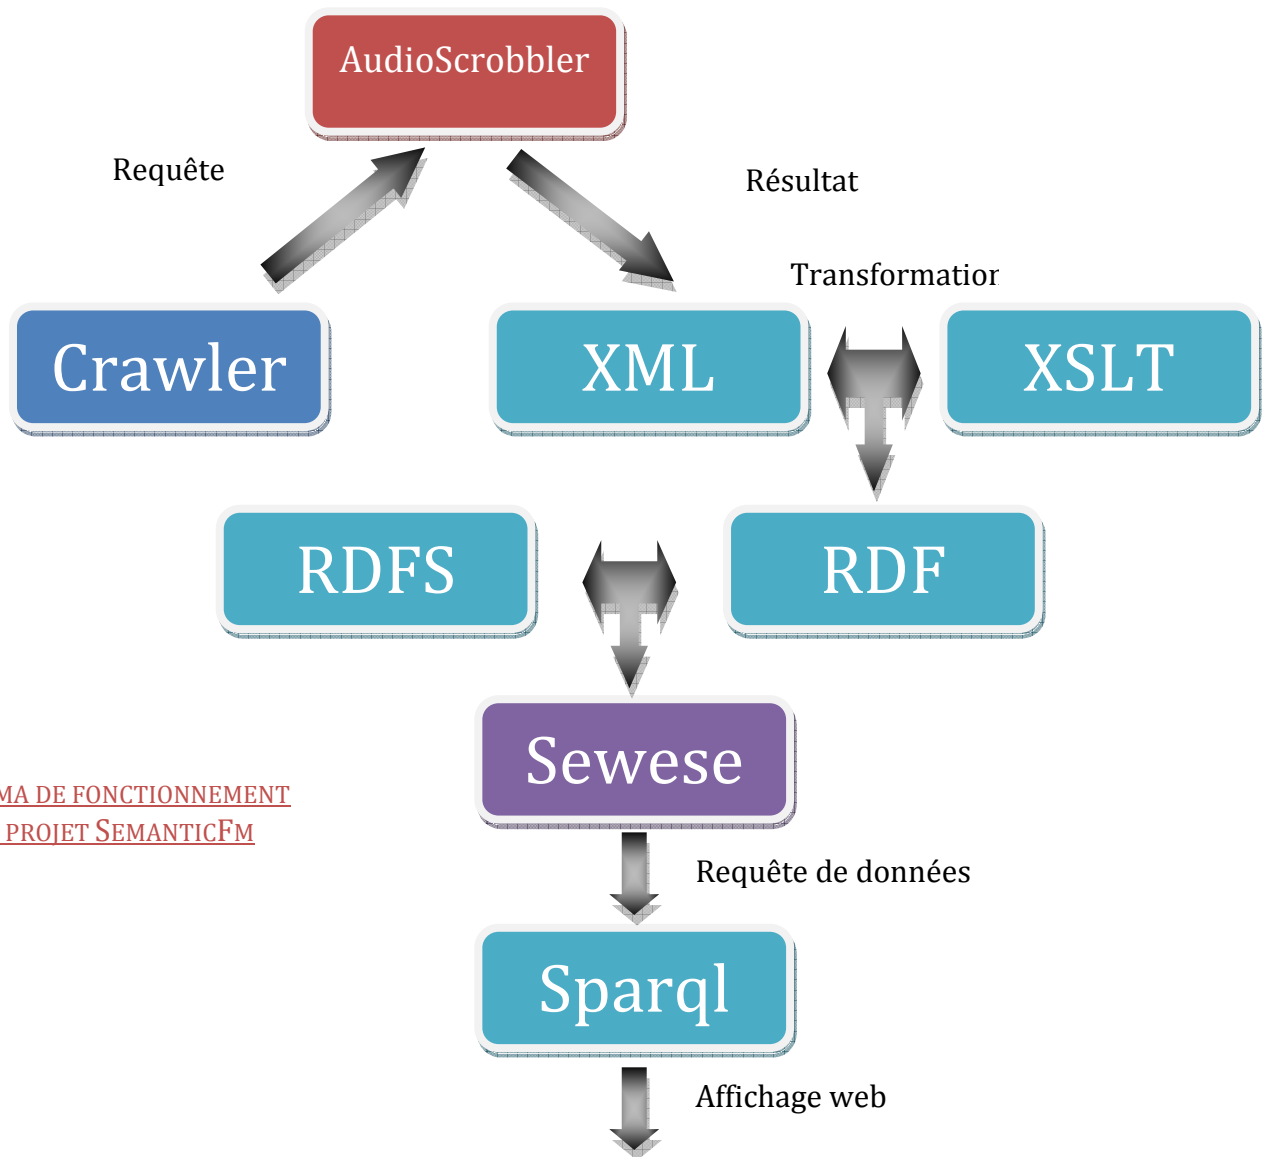 AudioScrobbler
Requête
Résultat
Transformation
Crawler
XML
XSLT
RDFS
RDF
Sewese
MA DE FONCTIONNEMENT
PROJET SEMANTICFM
Requête de données
Sparql
Affichage web